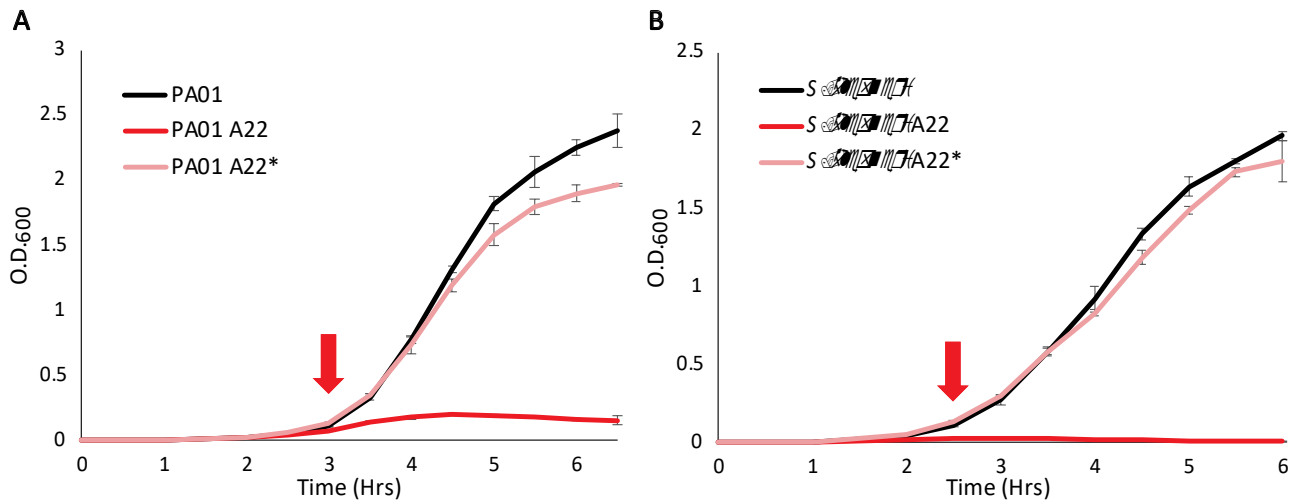 A
3
2.5
2
1.5
1
0.5
0
0 1 2 3 4 5 6
Time (Hrs)
O.D.600
PA01
PA01 A22
PA01 A22*
B
2.5
2
1.5
1
0.5
0
0 1 2 3 4 5 6
Time (Hrs)
O.D.600
S
S A22
S A22*